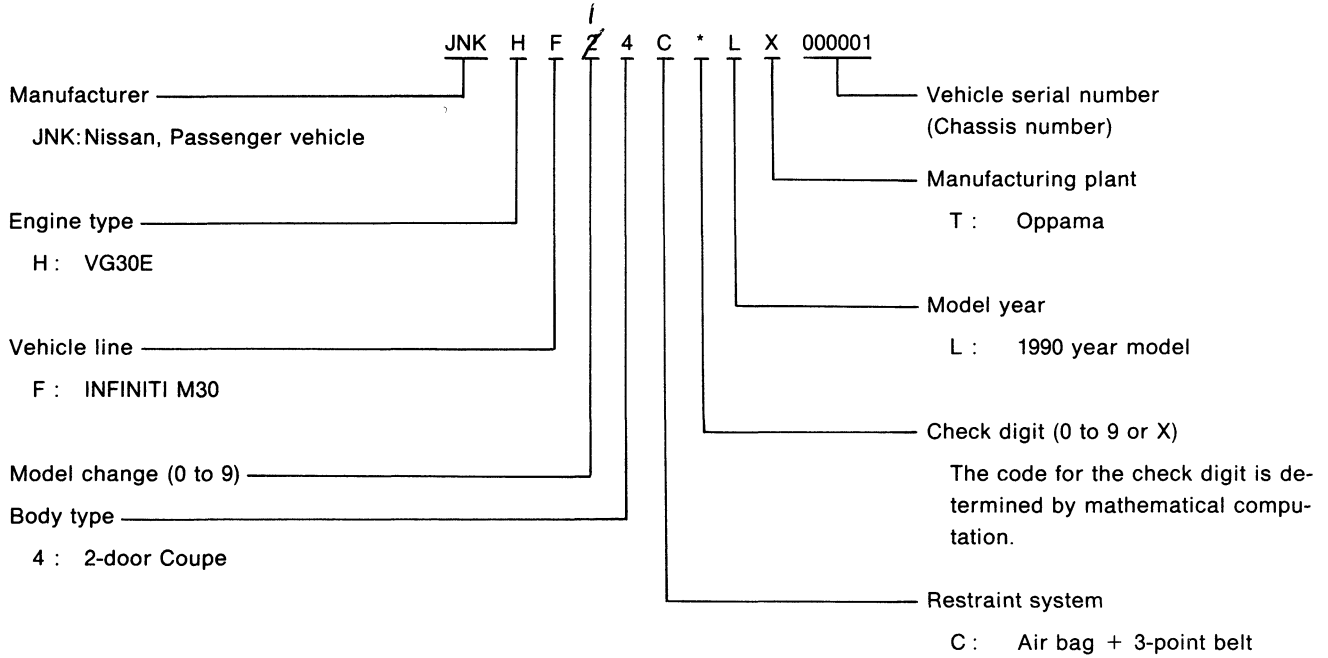 1
JNK H F 2 4 C * L X 000001
Manufacturer
JNK: Nissan, Passenger vehicle
Engine type
H : VG30E
Vehicle line
F : INFINITI M30
Model change (0 to 9)
Body type
4 : 2-door Coupe
Vehicle serial number
(Chassis number)
Manufacturing plant
T : Oppama
Model year
L : 1990 year model
Check digit (0 to 9 or X)
The code for the check digit is de-
termined by mathematical compu-
tation.
Restraint system
C : Air bag + 3-point belt